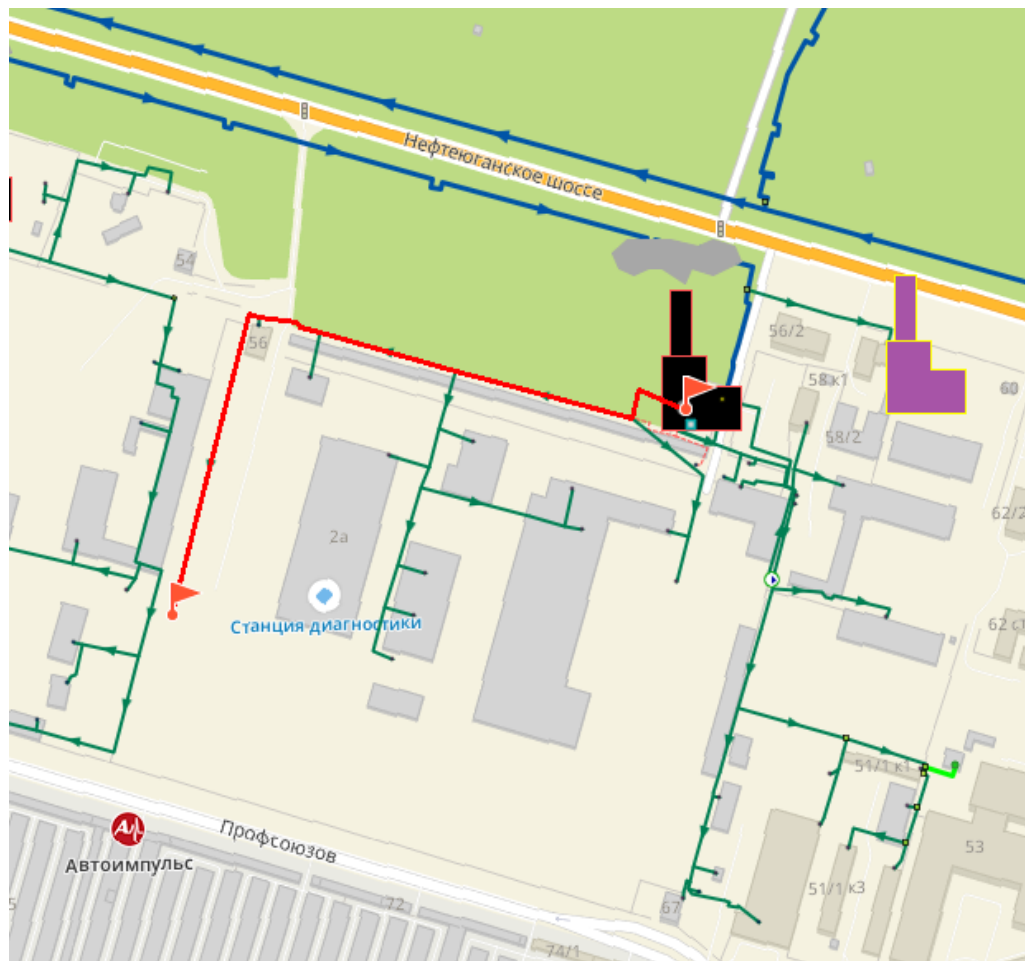 Нефтеюганское шоссе
54
56
56/2
58 к1
60
58/2
62/2
2а
Станция диагностики
62 ст
51/1 к1
Профсоюзов
Автоимпульс
53
51/1 к3
72
67
74/1